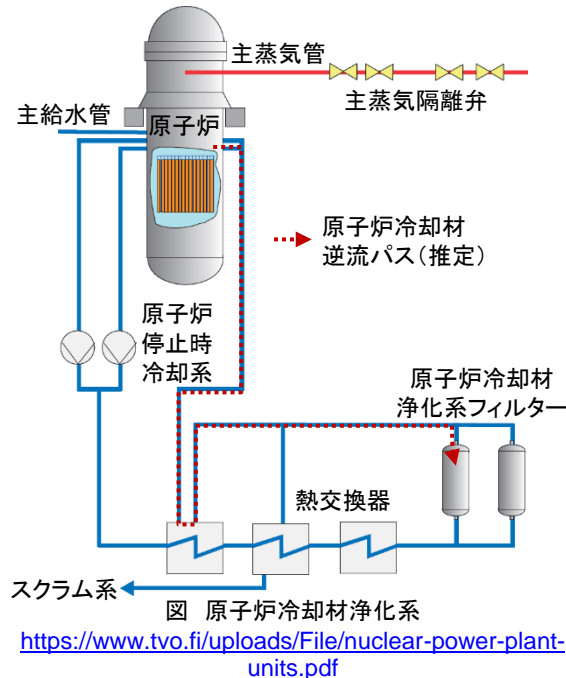 主蒸気管
主蒸気隔離弁
主給水管
原子炉
原子炉冷却材
逆流パス（推定）
原子炉
停止時
冷却系
原子炉冷却材
浄化系フィルター
熱交換器
スクラム系
図 原子炉冷却材浄化系
https://www.tvo.fi/uploads/File/nuclear-power-plant-
units.pdf